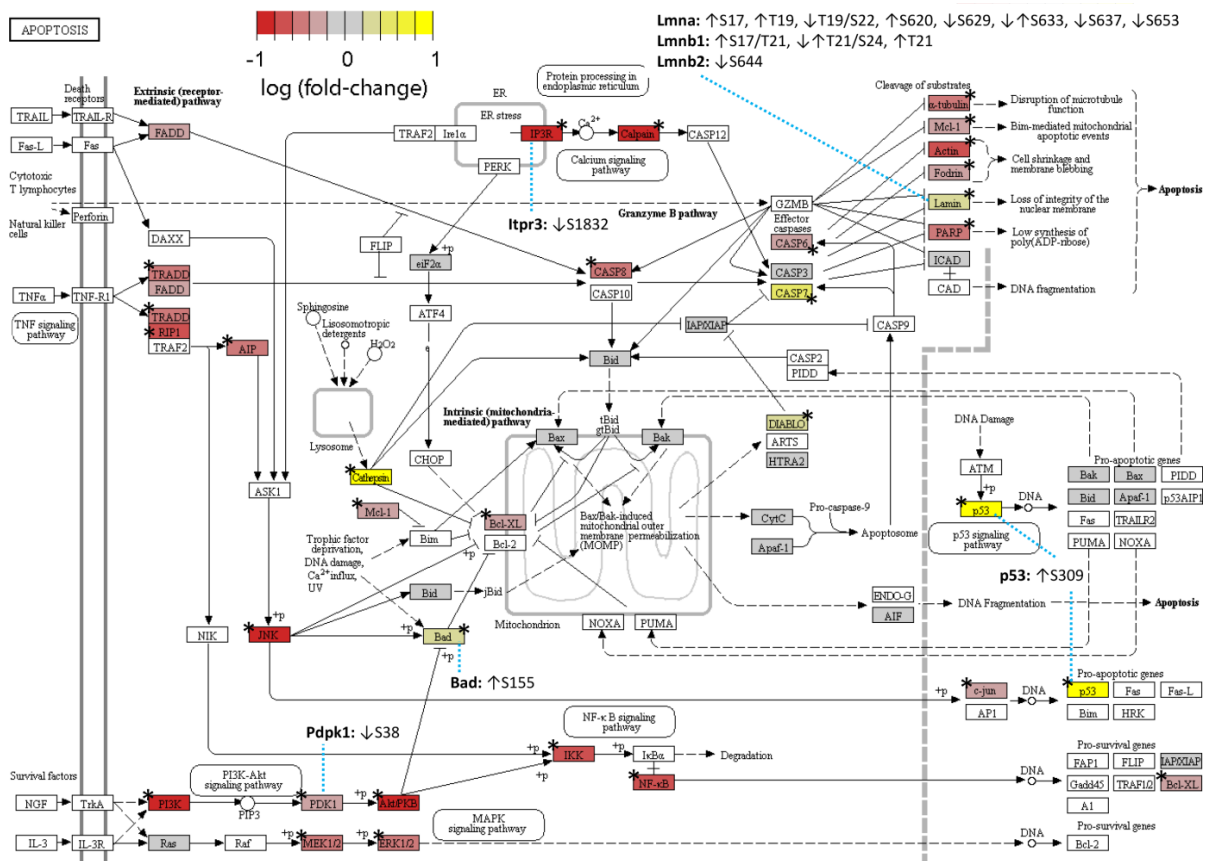 APOPTOSIS
-1 0 1
log (fold-change)
Lmna: ↑S17, ↑T19, ↓T19/S22, ↑S620, ↓S629, ↓↑S633, ↓S637, ↓S653
Lmnb1: ↑S17/T21, ↓↑T21/S24, ↑T21
Lmnb2: ↓S644
Death receptors
Extrinsic (receptor-
mediated) pathway
TRAIL
TRAIL-R
Fas-L
Fas
*
FADD
Cytotoxic
T lymphocytes
Natural killer
cells
Perforin
DAXX
TNFα
TNF-R1
TNF signaling
pathway
* TRADD
FADD
* TRADD
* RIP1
TRAF2
* AIP
ER
ER stress
TRAF2
Ire1α
PERK
IP3R *
Ca2+
Calpain *
CASP12
Calcium signaling
pathway
Protein processing in
endoplasmic reticulum
Itpr3: ↓S1832
Granzyme B pathway
GZMB
FLIP
+p
eiF2α
ATF4
e
CHOP
* CASP8
CASP10
Effector
caspases
CASP6 *
CASP3
CASP7 *
IAP/XIAP
CASP9
Cleavage of substrates
α-tubulin *
Mcl-1
Actin *
Fodrin
Lamin
PARP *
ICAD
CAD
Disruption of microtubule
function
Bim-mediated mitochondrial
apoptotic events
Cell shrinkage and
membrane blebbing
Loss of integrity of the
nuclear membrane
Low synthesis of
poly(ADP-ribose)
DNA fragmentation
Apoptosis
Sphingosine
Lisosomotropic
detergents
H2O2
Lysosome
* Cathepsin
Bid
CASP2
PIDD
tBid
gtBid
Intrinsic (mitochondria-
mediated) pathway
Bax
Bak
DIABLO *
ARTS
HTRA2
ASK1
* Mcl-1
Bim
+p
* Bcl-XL
Bcl-2
Bax/Bak-induced
mitochondrial outer
membrane permeabilization
(MOMP)
CytC
Apaf-1
Pro-caspase-9
Apoptosome
Trophic factor
deprivation,
DNA damage,
Ca2+ influx,
UV
Bid
jBid
Mitochondrion
NOXA
PUMA
ENDO-G
AIF
DNA Fragmentation
Apoptosis
DNA Damage
ATM
+p
* p53
DNA
p53 signaling
pathway
Pro-apoptotic genes
Bak
Bax
PIDD
Bid
Apaf-1
p53AIP1
Fas
TRAILR2
PUMA
NOXA
p53: ↑S309
NIK
+p
* JNK
+p
Bad *
+p
Bad: ↑S155
+p
* c-jun
AP1
DNA
Pro-apoptotic genes
* p53
Fas
Fas-L
Bim
HRK
Pdpk1: ↓S38
NF-κB signaling
pathway
+p
+p
* IKK
+p
IκBα
Degradation
* NF-κB
DNA
Pro-survival genes
FAP1
FLIP
IAP/XIAP
Gadd45
TRAF1/2
* Bcl-XL
A1
Survival factors
PI3K-Akt
signaling pathway
NGF
TrkA
* PI3K
PIP3
* PDK1
+p
* Akt/PKB
MAPK
signaling pathway
IL-3
IL-3R
Ras
Raf
+p
* MEK1/2
+p
* ERK1/2
DNA
Pro-survival genes
Bcl-2